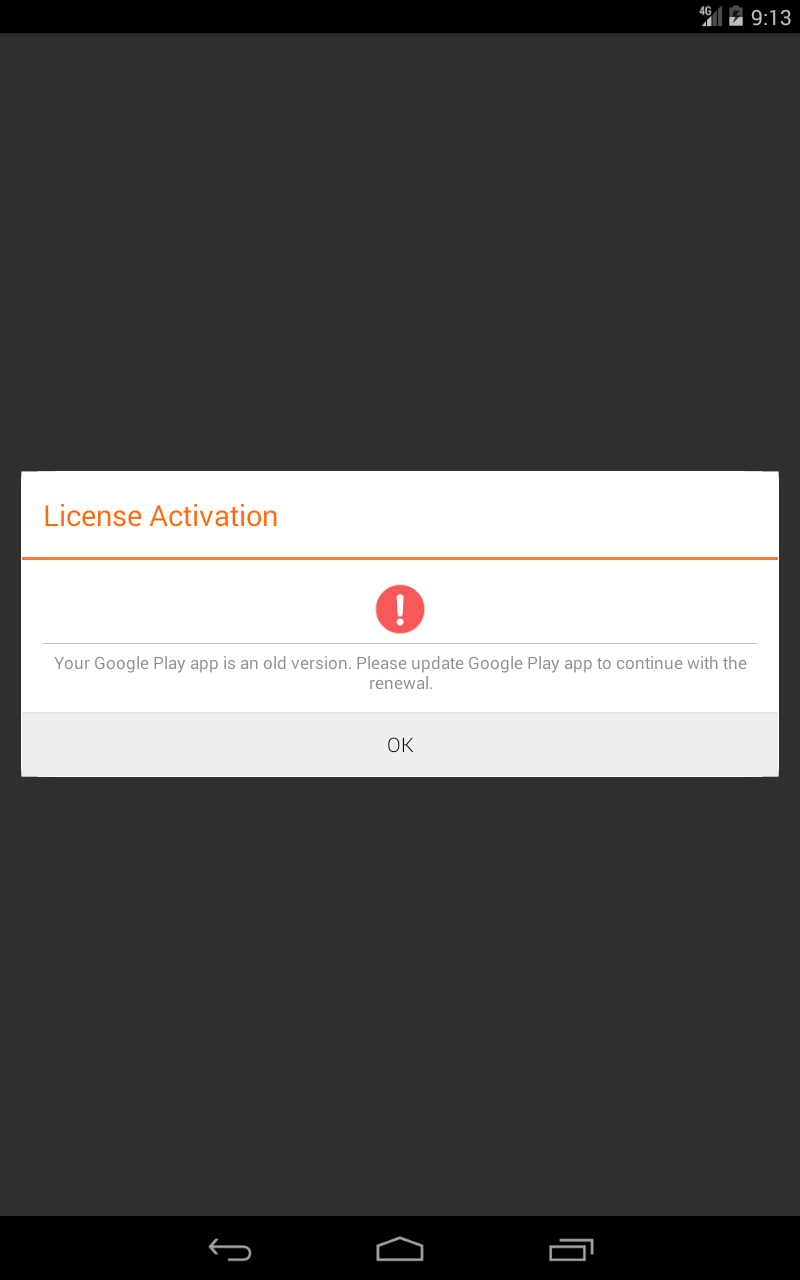 4G 9:13
License Activation
Your Google Play app is an old version. Please update Google Play app to continue with the
renewal.
OK